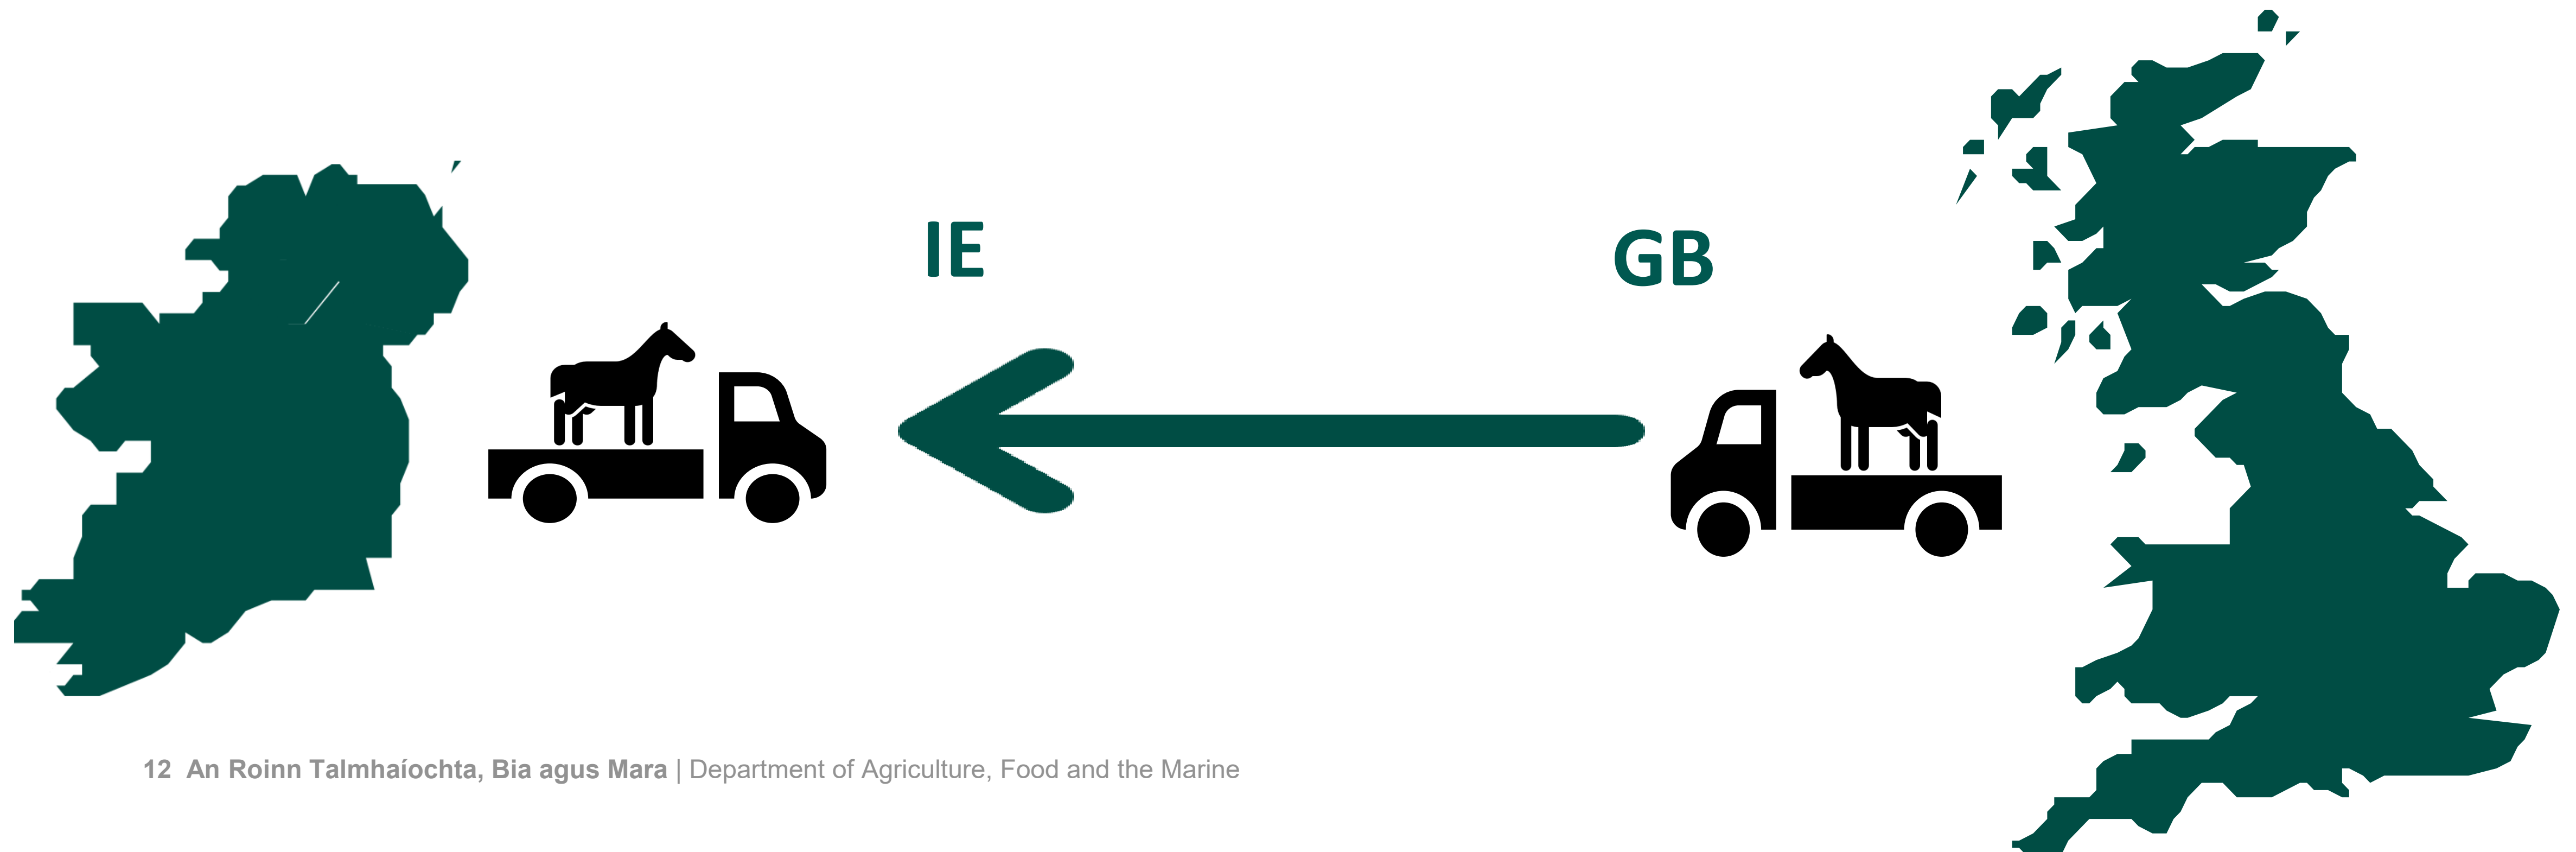 IE
GB
12 An Roinn Talmhaíochta, Bia agus Mara | Department of Agriculture, Food and the Marine